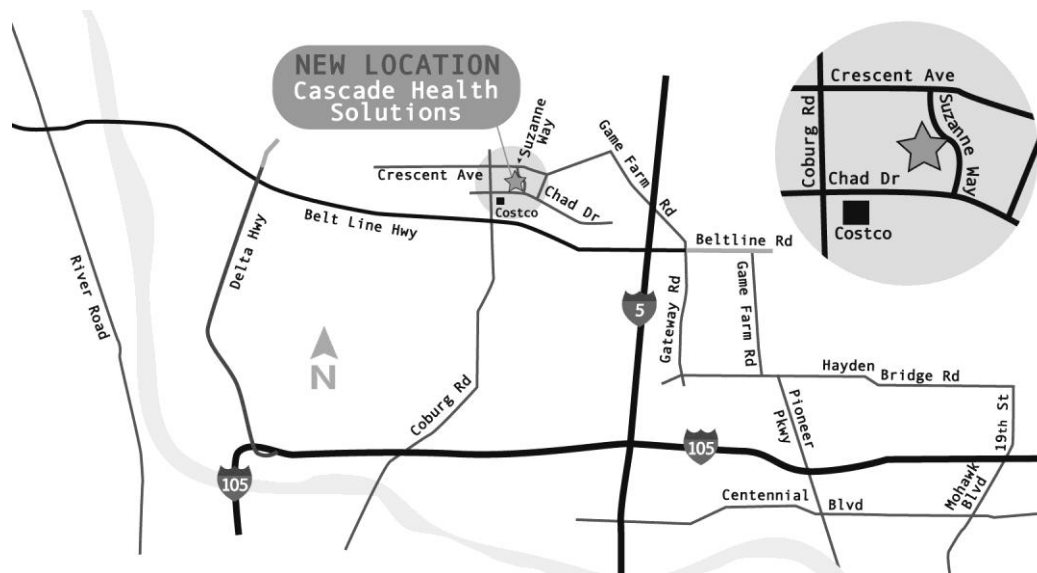 NEW LOCATION
Cascade Health
Solutions
Suzanne
Way
Game Farm
Rd
Crescent Ave
Chad Dr
Costco
Belt Line Hwy
Delta Hwy
River Road
N
Coburg Rd
5
Beltline Rd
Gateway Rd
Game Farm Rd
Hayden
Bridge Rd
Pioneer
Pkwy
19th St
105
105
Centennial
Blvd
Mohawk
Blvd
Crescent Ave
Suzanne Way
Coburg Rd
Chad Dr
Costco